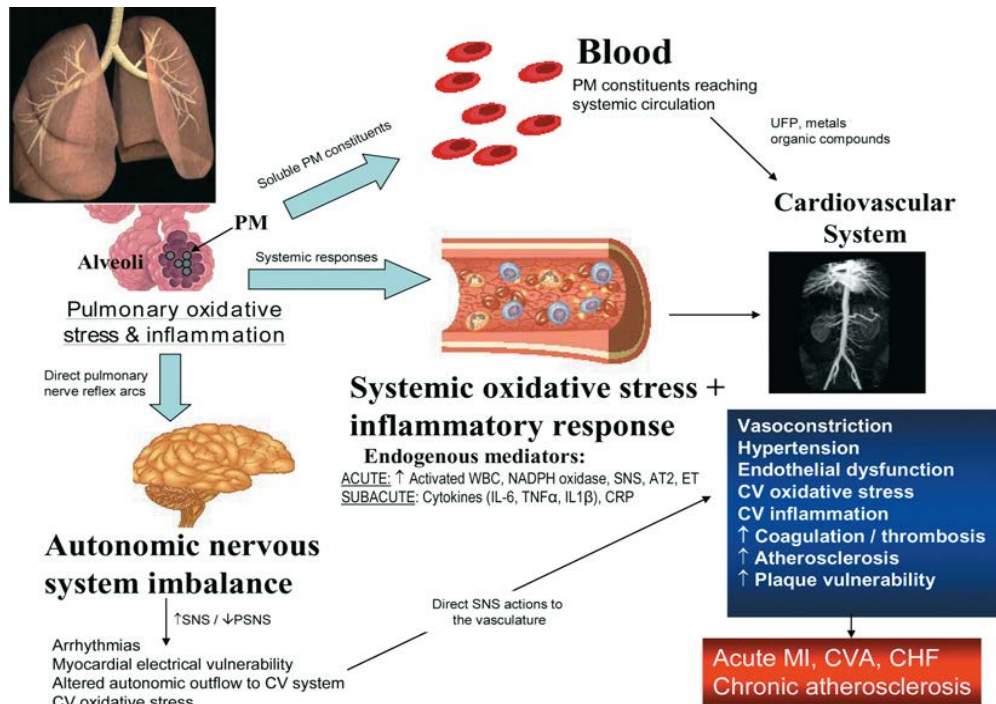 Blood
PM constituents reaching
systemic circulation
Soluble PM constituents
UFP, metals
organic compounds
Cardiovascular
System
PM
Alveoli
Systemic responses
Pulmonary oxidative
stress & inflammation
Direct pulmonary
nerve reflex arcs
Systemic oxidative stress +
inflammatory response
Endogenous mediators:
ACUTE: ↑ Activated WBC, NADPH oxidase, SNS, AT2, ET
SUBACUTE: Cytokines (IL-6, TNFα, IL1β), CRP
Vasoconstriction
Hypertension
Endothelial dysfunction
CV oxidative stress
CV inflammation
↑ Coagulation / thrombosis
↑ Atherosclerosis
↑ Plaque vulnerability
Autonomic nervous
system imbalance
↑SNS / ↓PSNS
Direct SNS actions to
the vasculature
Arrhythmias
Myocardial electrical vulnerability
Altered autonomic outflow to CV system
CV oxidative stress
Acute MI, CVA, CHF
Chronic atherosclerosis